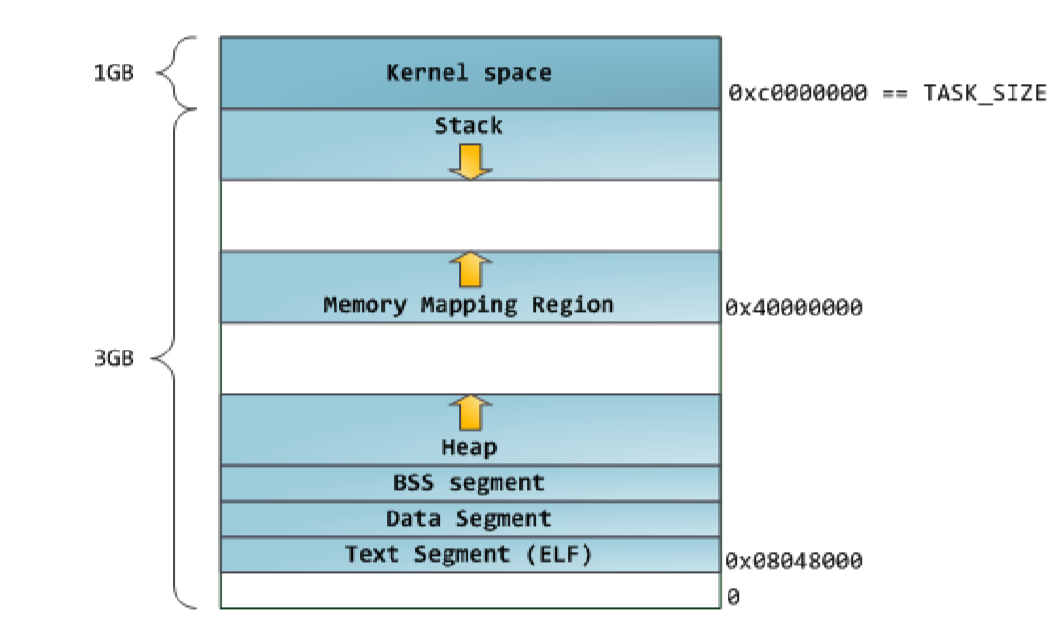 1GB
Kernel space
0xc0000000 == TASK_SIZE
Stack
Memory Mapping Region
0x40000000
3GB
Heap
BSS segment
Data Segment
Text Segment (ELF)
0x08048000
0